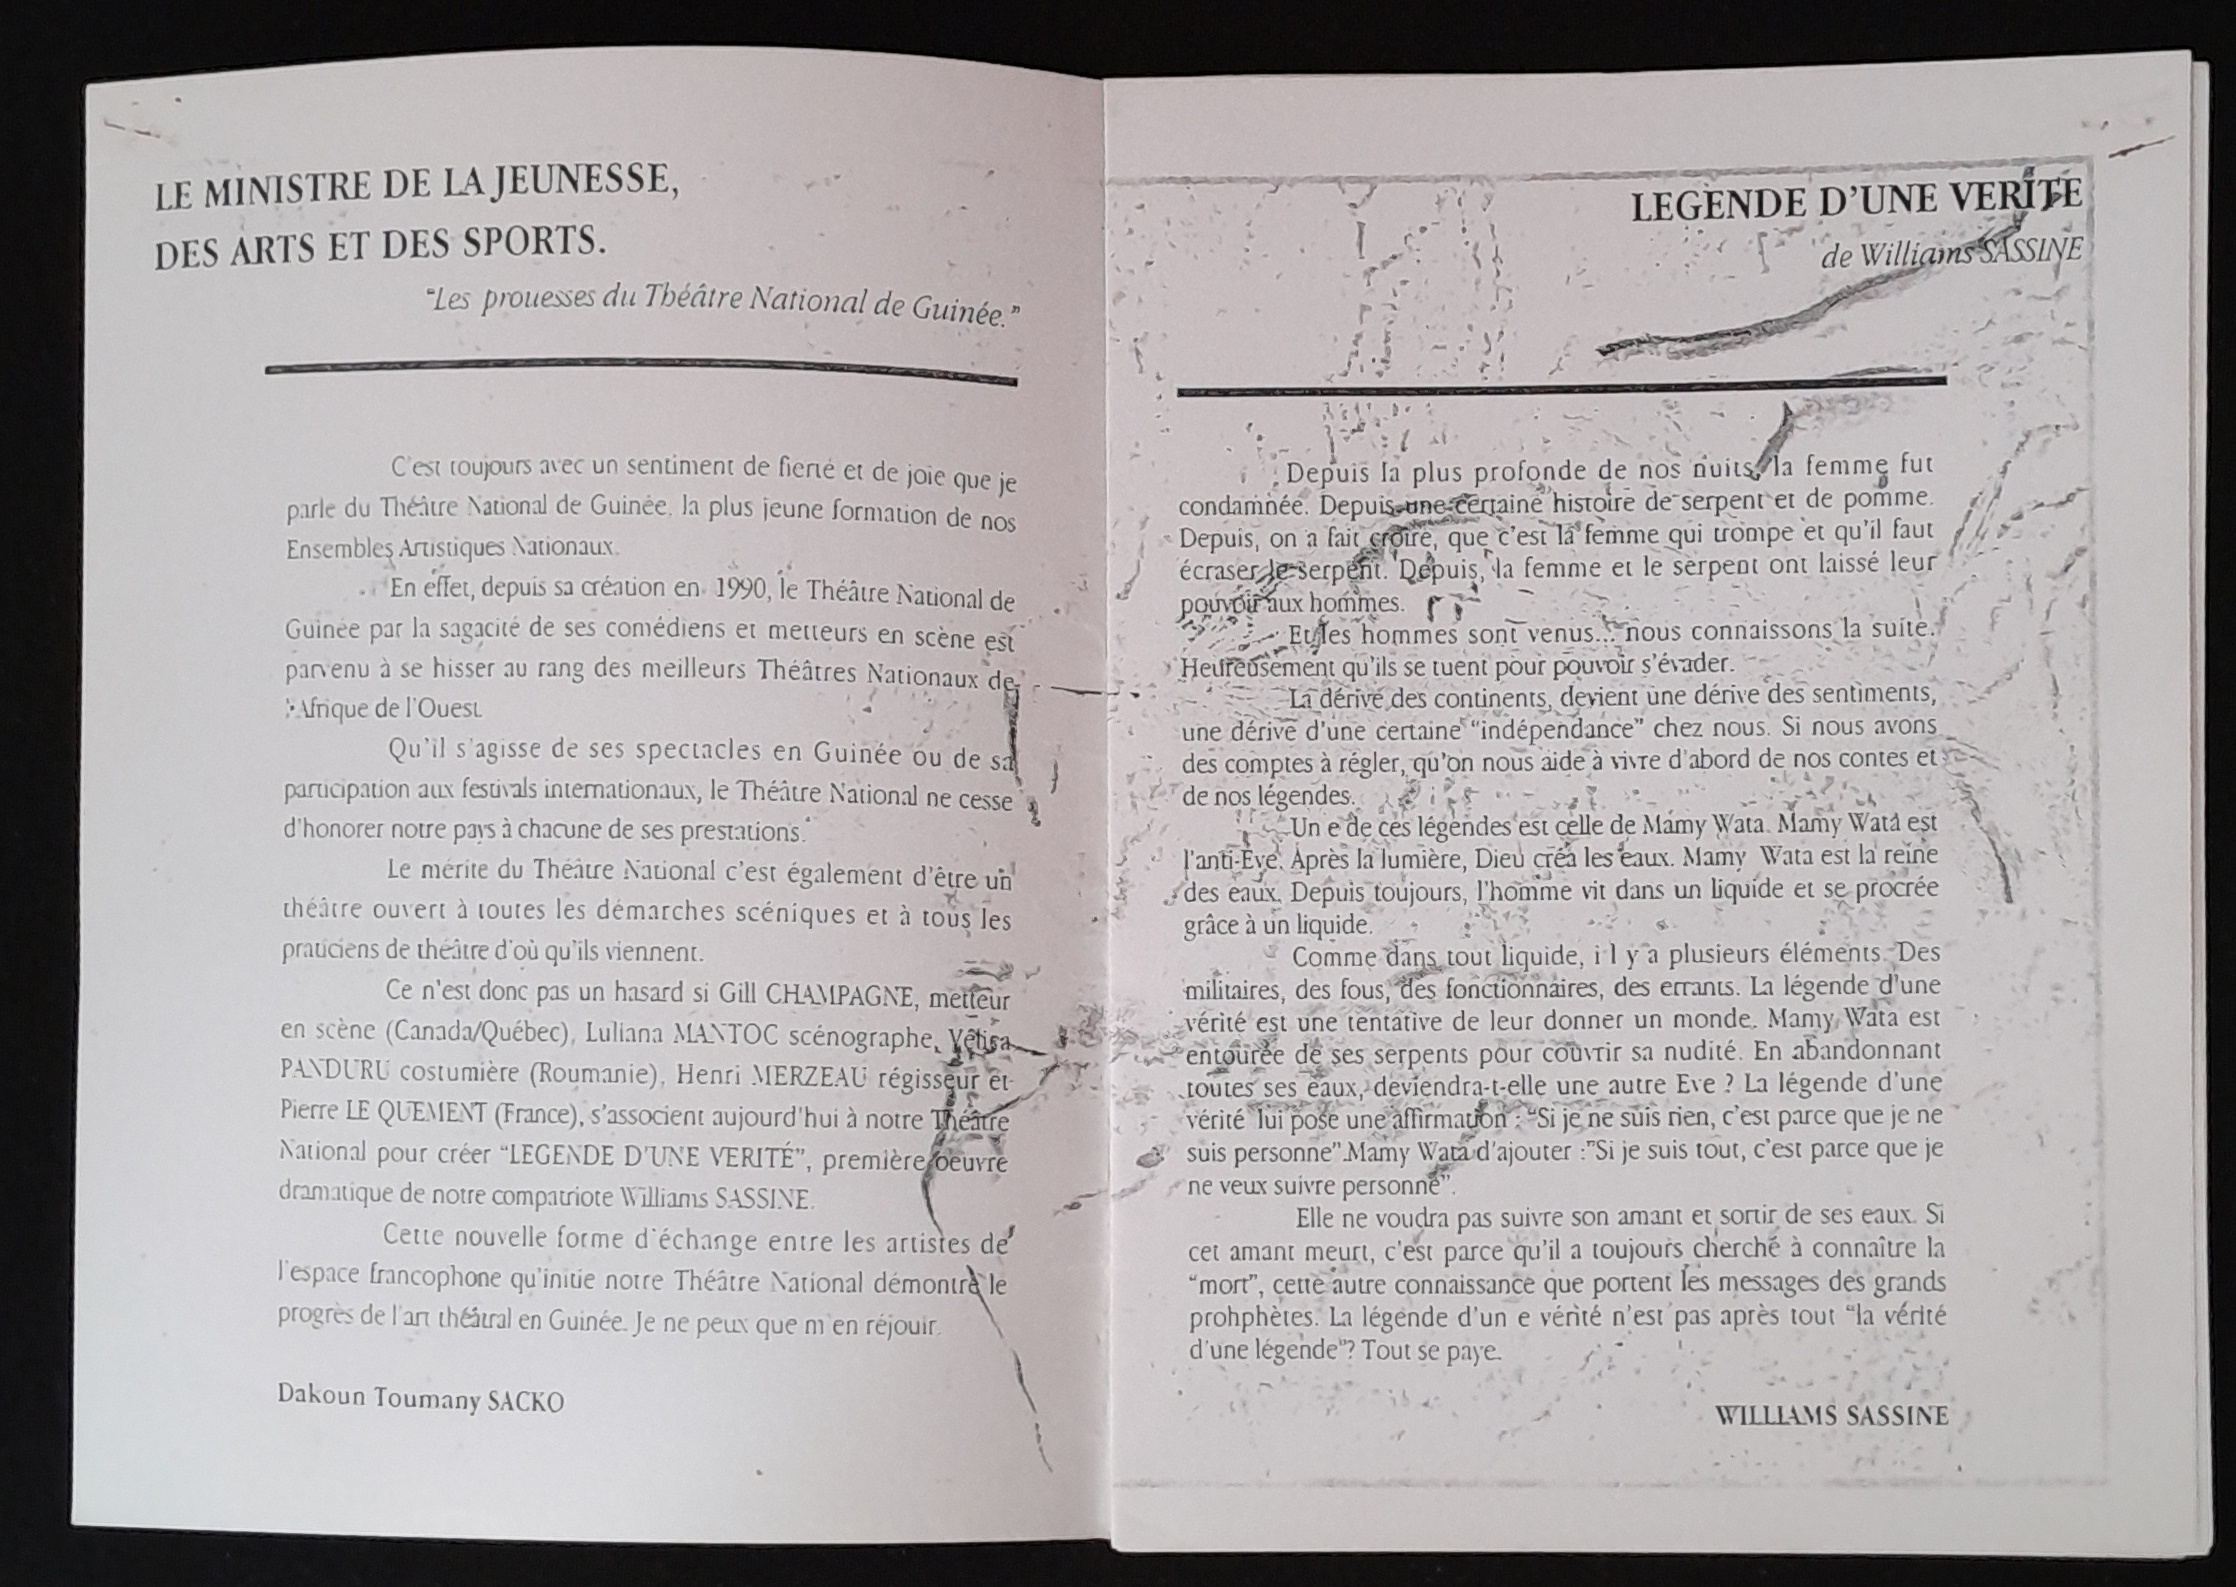 LE MINISTRE DE LA JEUNESSE,
DES ARTS ET DES SPORTS.
"Les prouesses du Théâtre National de Guinée."
C'est toujours avec un sentiment de fierté et de joie que je
parle du Théâtre National de Guinée, la plus jeune formation de nos
Ensembles Artistiques Nationaux.
En effet, depuis sa création en 1990, le Théâtre National de
Guinée par la sagacité de ses comédiens et metteurs en scène est
parvenu à se hisser au rang des meilleurs Théâtres Nationaux de
l'Afrique de l'Ouest.
Qu'il s'agisse de ses spectacles en Guinée ou de sa
participation aux festivals internationaux, le Théâtre National ne cesse
d'honorer notre pays à chacune de ses prestations.
Le mérite du Théâtre National c'est également d'être un
théâtre ouvert à toutes les démarches scéniques et à tous les
praticiens de théâtre d'où qu'ils viennent.
Ce n'est donc pas un hasard si Gill CHAMPAGNE, metteur
en scène (Canada/Québec), Luliana MANTOC scénographe, Vêtisa
PANDURU costumière (Roumanie), Henri MERZEAU régisseur et
Pierre LE QUEMENT (France), s'associent aujourd'hui à notre Théâtre
National pour créer "LEGENDE D'UNE VERITÉ", première oeuvre
dramatique de notre compatriote Williams SASSINE.
Cette nouvelle forme d'échange entre les artistes de
l'espace francophone qu'initie notre Théâtre National démontre le
progrès de l'art théâtral en Guinée. Je ne peux que m'en réjouir.
Dakoun Toumany SACKO
LEGENDE D'UNE VERITE
de Williams SASSINE
Depuis la plus profonde de nos nuits, la femme fut
condamnée. Depuis une certaine histoire de serpent et de pomme.
Depuis, on a fait croire, que c'est la femme qui trompe et qu'il faut
écraser le serpent. Depuis, la femme et le serpent ont laissé leur
pouvoir aux hommes.
Et les hommes sont venus... nous connaissons la suite.
Heureusement qu'ils se tuent pour pouvoir s'évader.
La dérive des continents, devient une dérive des sentiments,
une dérive d'une certaine "indépendance" chez nous. Si nous avons
des comptes à régler, qu'on nous aide à vivre d'abord de nos contes et
de nos légendes.
Un e de ces légendes est celle de Mamy Wata. Mamy Wata est
l'anti-Eve. Après la lumière, Dieu créa les eaux. Mamy Wata est la reine
des eaux. Depuis toujours, l'homme vit dans un liquide et se procrée
grâce à un liquide.
Comme dans tout liquide, i l y a plusieurs éléments. Des
militaires, des fous, des fonctionnaires, des errants. La légende d'une
vérité est une tentative de leur donner un monde. Mamy Wata est
entourée de ses serpents pour couvrir sa nudité. En abandonnant
toutes ses eaux, deviendra-t-elle une autre Eve ? La légende d'une
vérité lui pose une affirmation : "Si je ne suis rien, c'est parce que je ne
suis personne".Mamy Wata d'ajouter :"Si je suis tout, c'est parce que je
ne veux suivre personne".
Elle ne voudra pas suivre son amant et sortir de ses eaux. Si
cet amant meurt, c'est parce qu'il a toujours cherché à connaître la
"mort", cette autre connaissance que portent les messages des grands
prohphètes. La légende d'un e vérité n'est pas après tout "la vérité
d'une légende"? Tout se paye.
WILLIAMS SASSINE